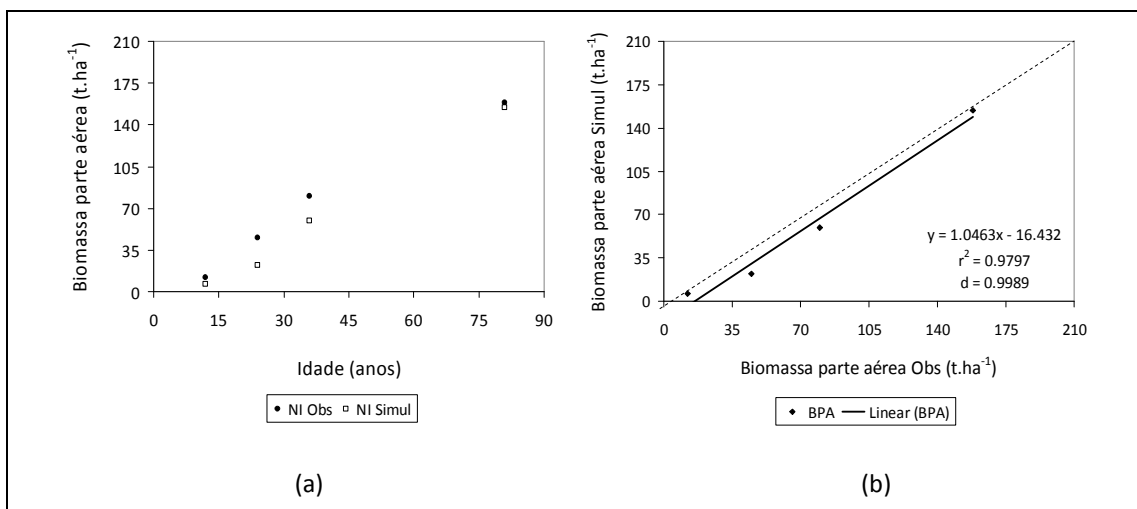 Biomassa parte aérea (t.ha⁻¹)
210
175
140
105
70
35
0
0 15 30 45 60 75 90
Idade (anos)
NI Obs NI Simul
(a)
Biomassa parte aérea Simul (t.ha⁻¹)
210
175
140
105
70
35
0
y = 1.0463x - 16.432
r² = 0.9797
d = 0.9989
0 35 70 105 140 175 210
Biomassa parte aérea Obs (t.ha⁻¹)
BPA Linear (BPA)
(b)